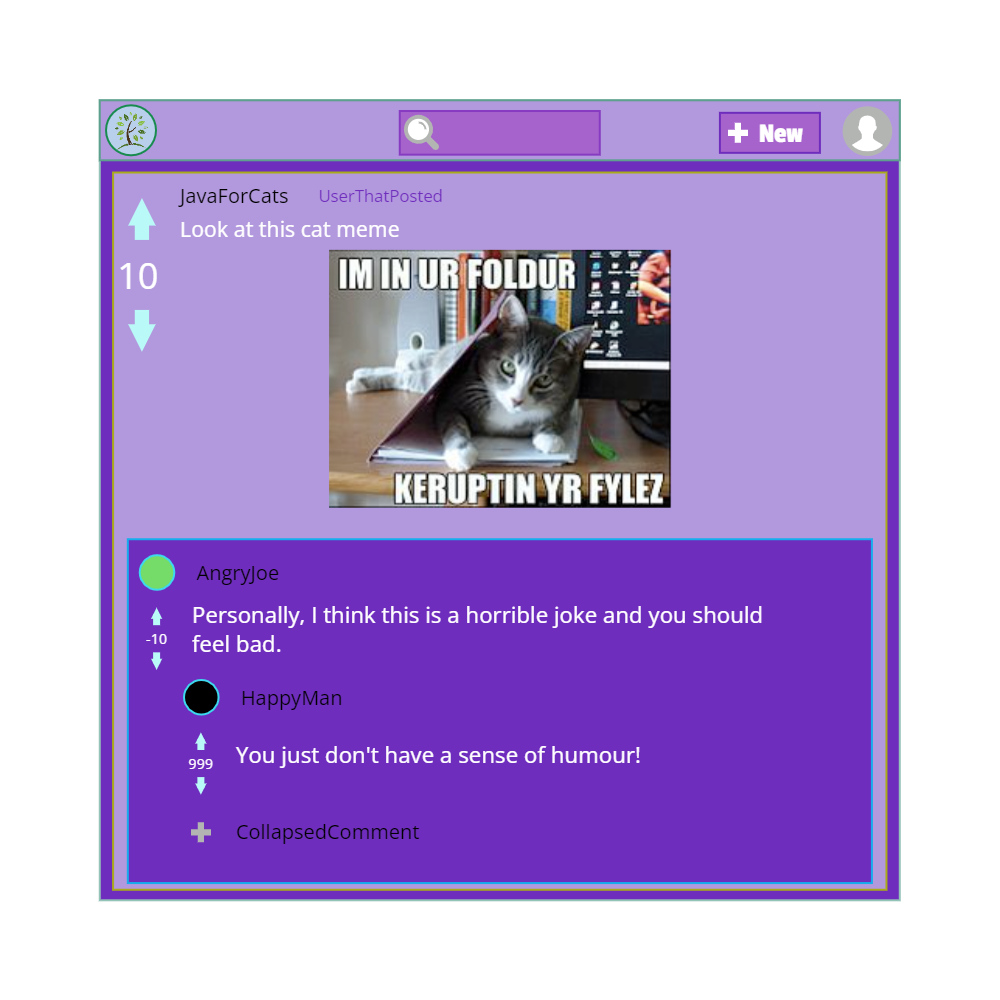 New
JavaForCats UserThatPosted
Look at this cat meme
10
IM IN UR FOLDUR
KERUPTIN YR FYLEZ
AngryJoe
Personally, I think this is a horrible joke and you should
feel bad.
-10
HappyMan
You just don't have a sense of humour!
999
CollapsedComment